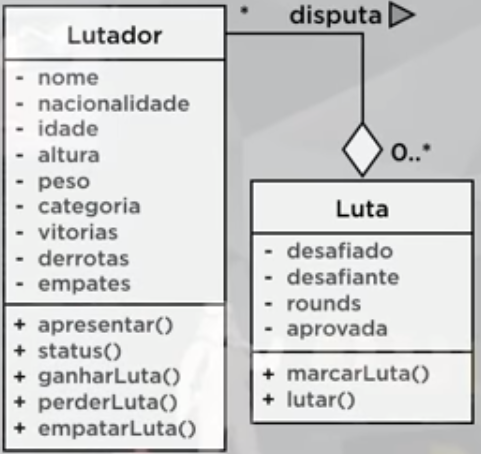 Lutador
- nome
- nacionalidade
- idade
- altura
- peso
- categoria
- vitorias
- derrotas
- empates
+ apresentar()
+ status()
+ ganharLuta()
+ perderLuta()
+ empatarLuta()
* disputa
0..*
Luta
- desafiado
- desafiante
- rounds
- aprovada
+ marcarLuta()
+ lutar()